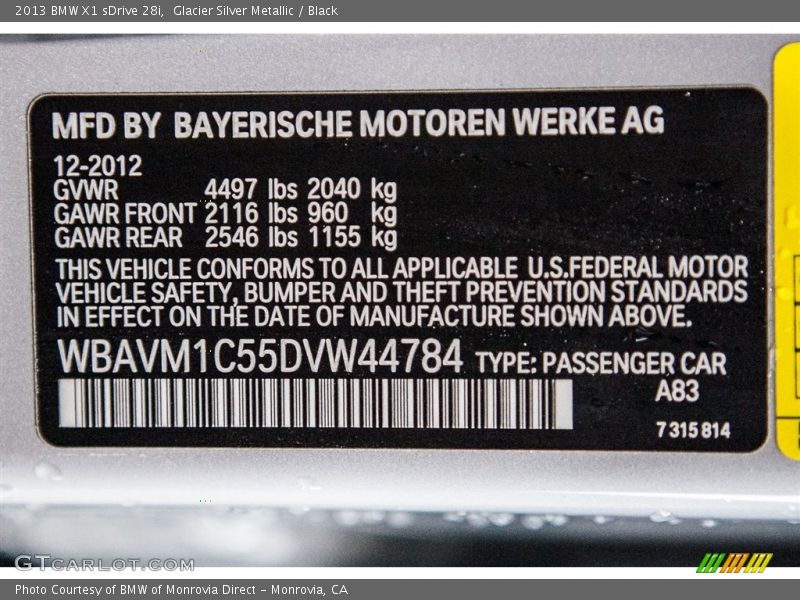 2013 BMW X1 sDrive 28i,  Glacier Silver Metallic / Black
MFD BY BAYERISCHE MOTOREN WERKE AG
12-2012
GVWR 4497 lbs 2040 kg
GAWR FRONT 2116 lbs 960 kg
GAWR REAR 2546 lbs 1155 kg
THIS VEHICLE CONFORMS TO ALL APPLICABLE U.S.FEDERAL MOTOR
VEHICLE SAFETY, BUMPER AND THEFT PREVENTION STANDARDS
IN EFFECT ON THE DATE OF MANUFACTURE SHOWN ABOVE.
WBAVM1C55DVW44784 TYPE: PASSENGER CAR
A83
7 315 814
GTCARLOT.COM
Photo Courtesy of BMW of Monrovia Direct – Monrovia, CA